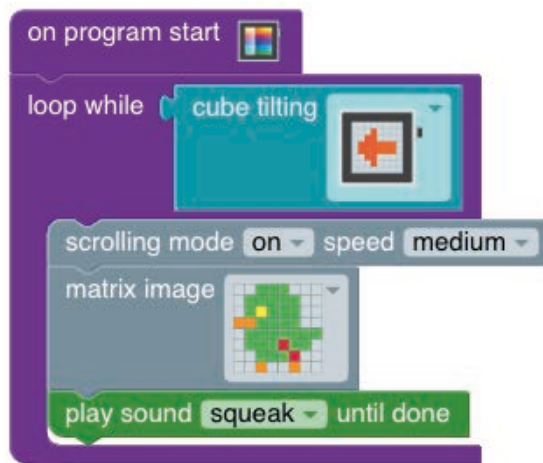 on program start
loop while cube tilting
scrolling mode on speed medium
matrix image
play sound squeak until done